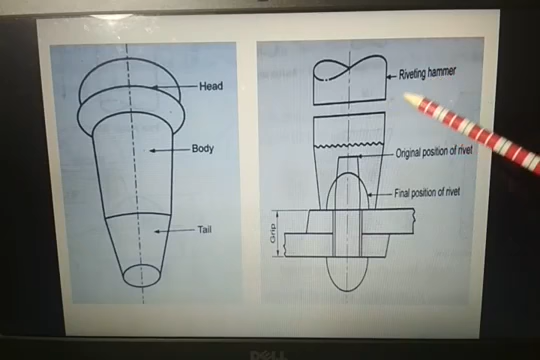 Head
Body
Tail
Riveting hammer
Original position of rivet
Final position of rivet
Grip
DELL